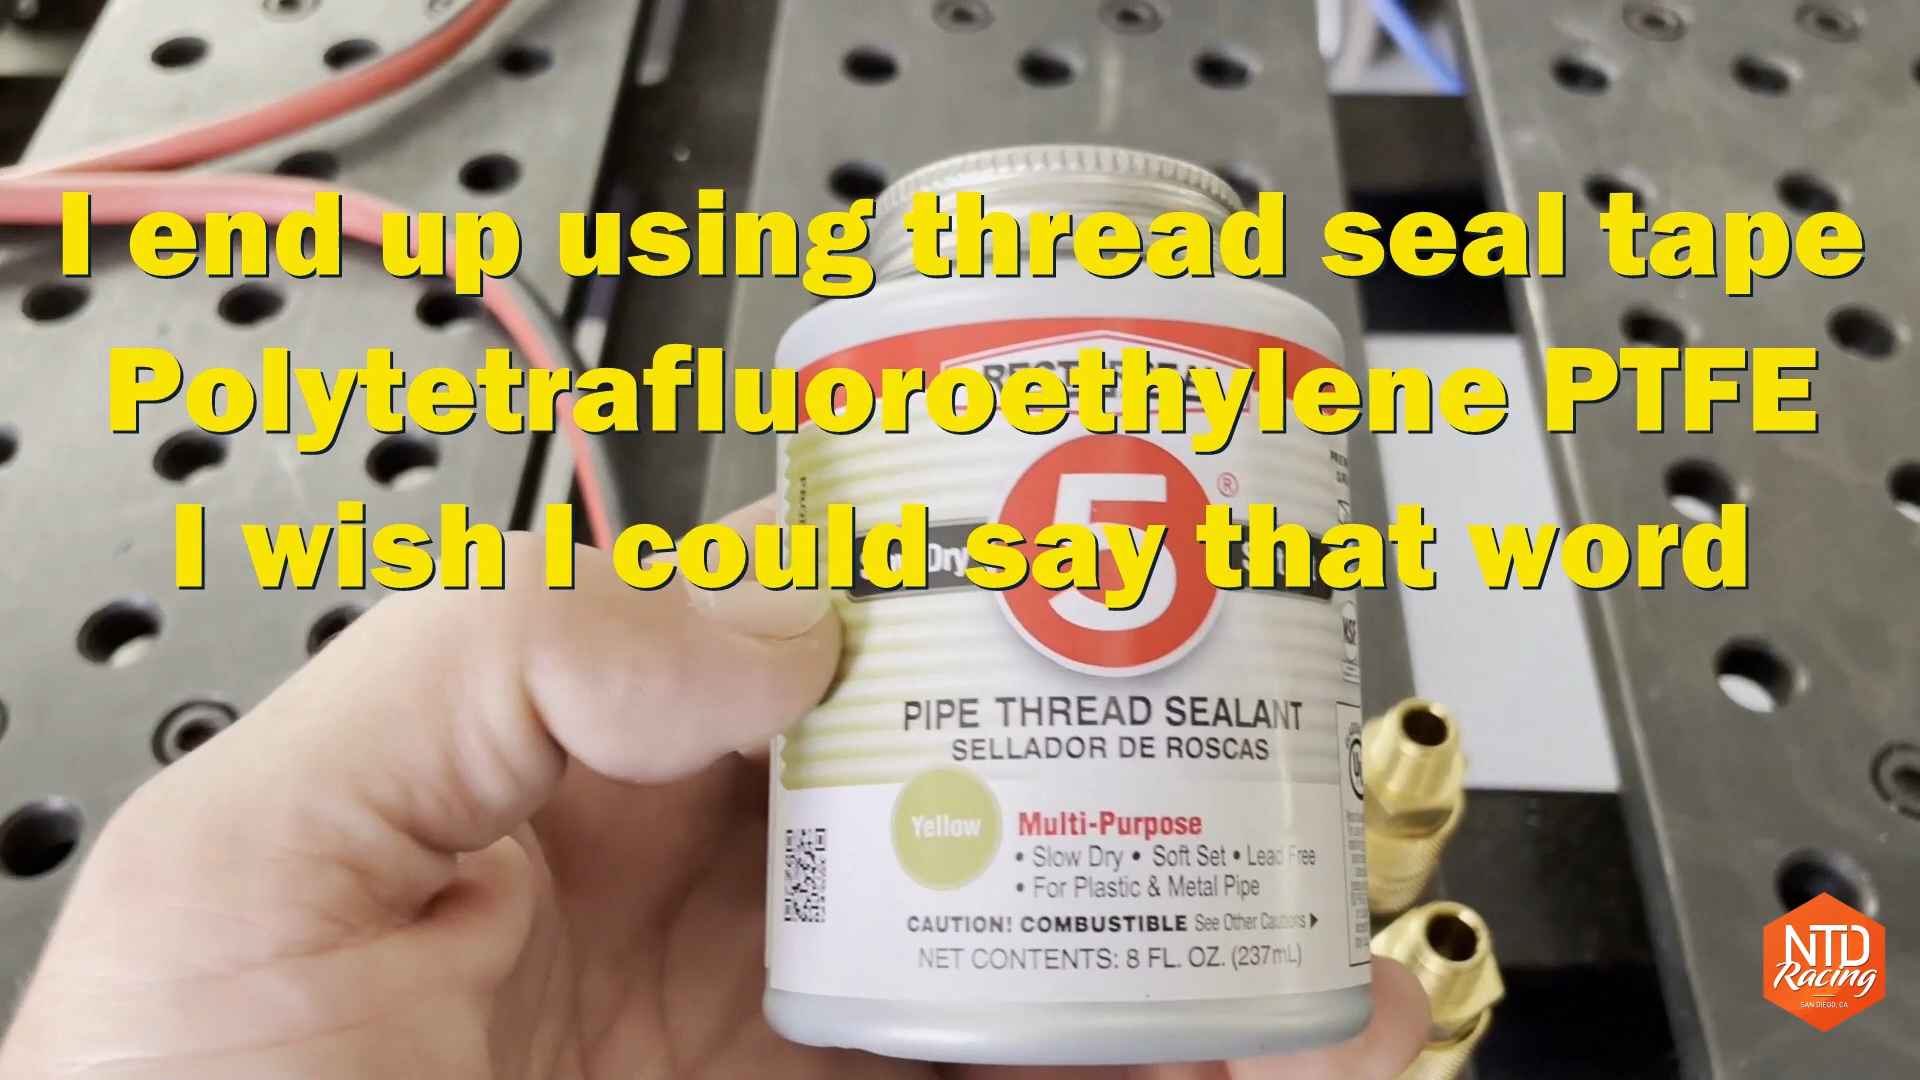 I end up using thread seal tape
Polytetrafluoroethylene PTFE
I wish I could say that word
5
®
PIPE THREAD SEALANT
SELLADOR DE ROSCAS
Yellow
Multi-Purpose
• Slow Dry • Soft Set • Lead Free
• For Plastic & Metal Pipe
CAUTION! COMBUSTIBLE See Other Cautions
NET CONTENTS: 8 FL. OZ. (237mL)
NSF
NTD
Racing
SAN DIEGO, CA